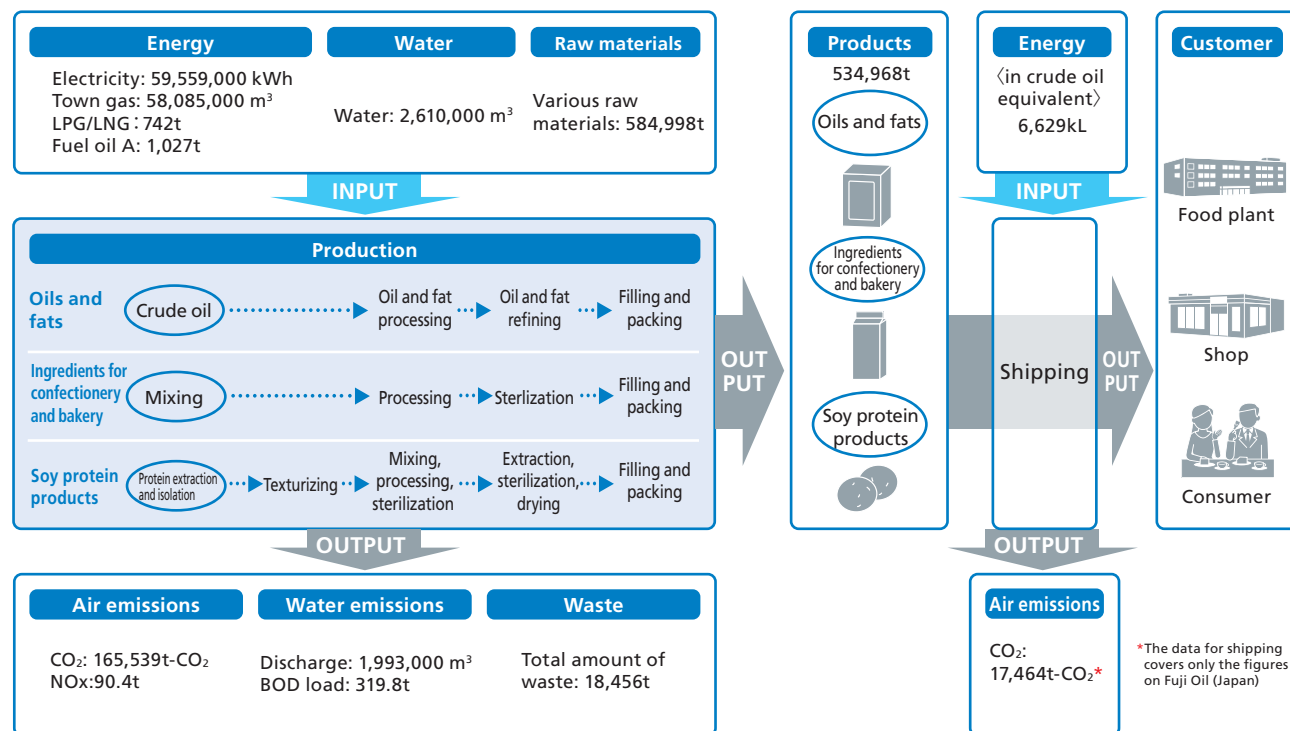 Energy
Electricity: 59,559,000 kWh
Town gas: 58,085,000 m³
LPG/LNG：742t
Fuel oil A: 1,027t
Water
Water: 2,610,000 m³
Raw materials
Various raw
materials: 584,998t
INPUT
Production
Oils and
fats
Crude oil
Oil and fat
processing
Oil and fat
refining
Filling and
packing
Ingredients for
confectionery
and bakery
Mixing
Processing
Sterlization
Filling and
packing
Soy protein
products
Protein extraction
and isolation
Texturizing
Mixing,
processing,
sterilization
Extraction,
sterilization,
drying
Filling and
packing
OUTPUT
Air emissions
CO₂: 165,539t-CO₂
NOx:90.4t
Water emissions
Discharge: 1,993,000 m³
BOD load: 319.8t
Waste
Total amount of
waste: 18,456t
OUT
PUT
Products
534,968t
Oils and fats
Ingredients
for confectionery
and bakery
Soy protein
products
Energy
〈in crude oil
equivalent〉
6,629kL
INPUT
Shipping
OUT
PUT
OUTPUT
Air emissions
CO₂:
17,464t-CO₂*
Customer
Food plant
Shop
Consumer
*The data for shipping
covers only the figures
on Fuji Oil (Japan)